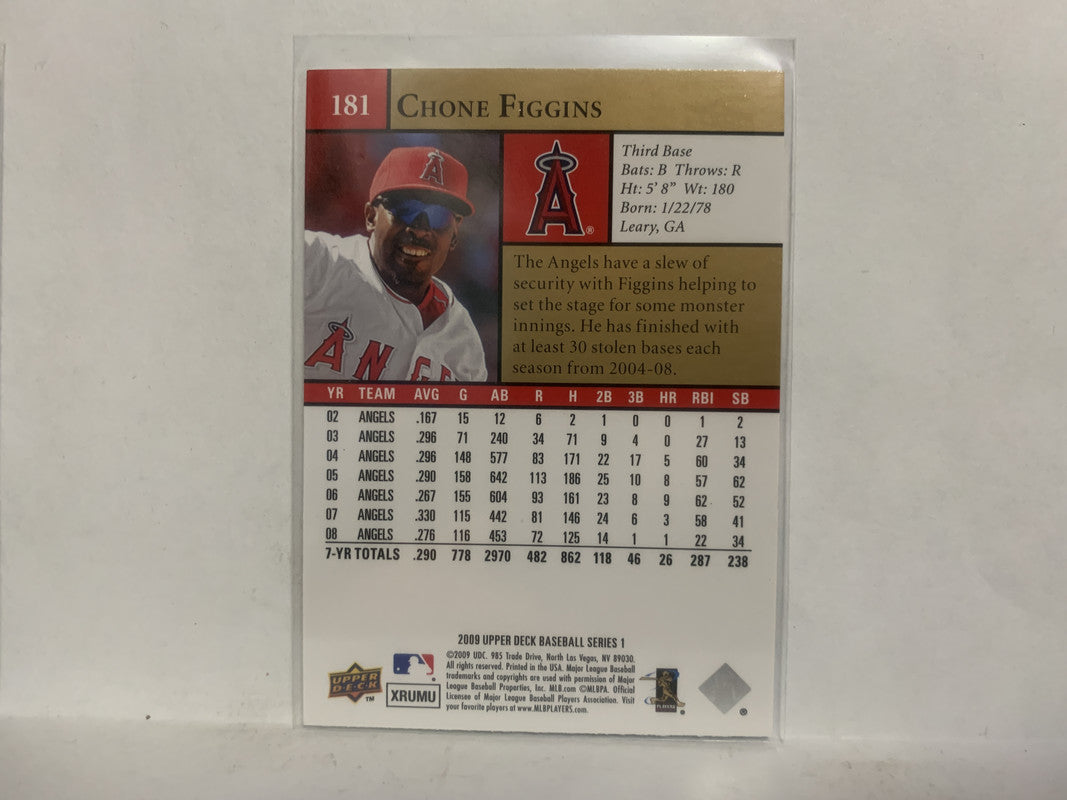 181 CHONE FIGGINS
A
A
®
ANG
Third Base
Bats: B Throws: R
Ht: 5' 8" Wt: 180
Born: 1/22/78
Leary, GA
The Angels have a slew of
security with Figgins helping to
set the stage for some monster
innings. He has finished with
at least 30 stolen bases each
season from 2004-08.
YR TEAM AVG G AB R H 2B 3B HR RBI SB
02 ANGELS .167 15 12 6 2 1 0 0 1 2
03 ANGELS .296 71 240 34 71 9 4 0 27 13
04 ANGELS .296 148 577 83 171 22 17 5 60 34
05 ANGELS .290 158 642 113 186 25 10 8 57 62
06 ANGELS .267 155 604 93 161 23 8 9 62 52
07 ANGELS .330 115 442 81 146 24 6 3 58 41
08 ANGELS .276 116 453 72 125 14 1 1 22 34
7-YR TOTALS .290 778 2970 482 862 118 46 26 287 238
2009 UPPER DECK BASEBALL SERIES 1
©2009 UDC. 985 Trade Drive, North Las Vegas, NV 89030.
All rights reserved. Printed in the USA. Major League Baseball
trademarks and copyrights are used with permission of Major
League Baseball Properties, Inc. MLB.com ©MLBPA. Official
Licensee of Major League Baseball Players Association. Visit
your favorite players at www.MLBPLAYERS.com.
UPPER
DECK
TM
XRUMU
PLAYERS
®
®